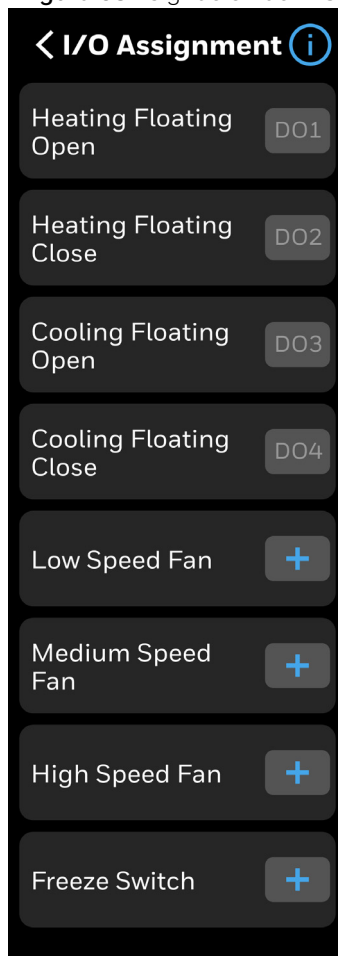 I/O Assignment
Heating Floating
Open
DO1
Heating Floating
Close
DO2
Cooling Floating
Open
DO3
Cooling Floating
Close
DO4
Low Speed Fan
+
Medium Speed
Fan
+
High Speed Fan
+
Freeze Switch
+